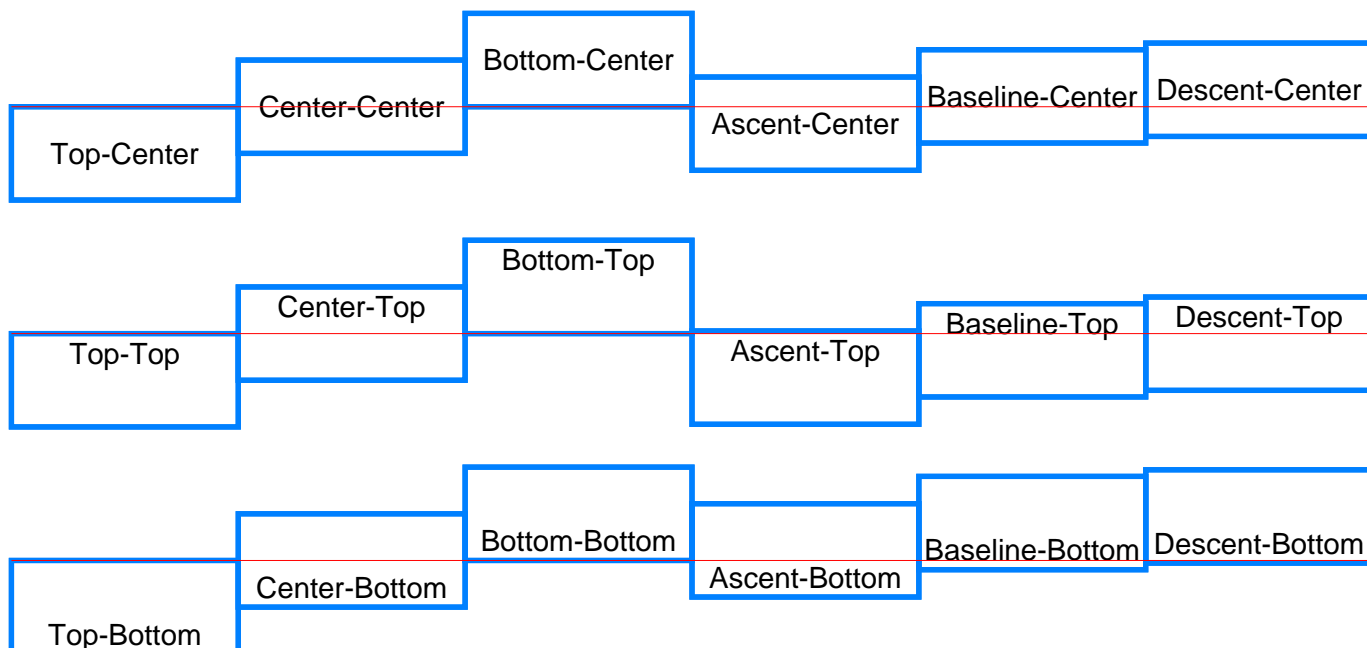 Top-Center Center-Center Bottom-Center Ascent-Center Baseline-Center Descent-Center
Top-Top Center-Top Bottom-Top Ascent-Top Baseline-Top Descent-Top
Top-Bottom Center-Bottom Bottom-Bottom Ascent-Bottom Baseline-Bottom Descent-Bottom